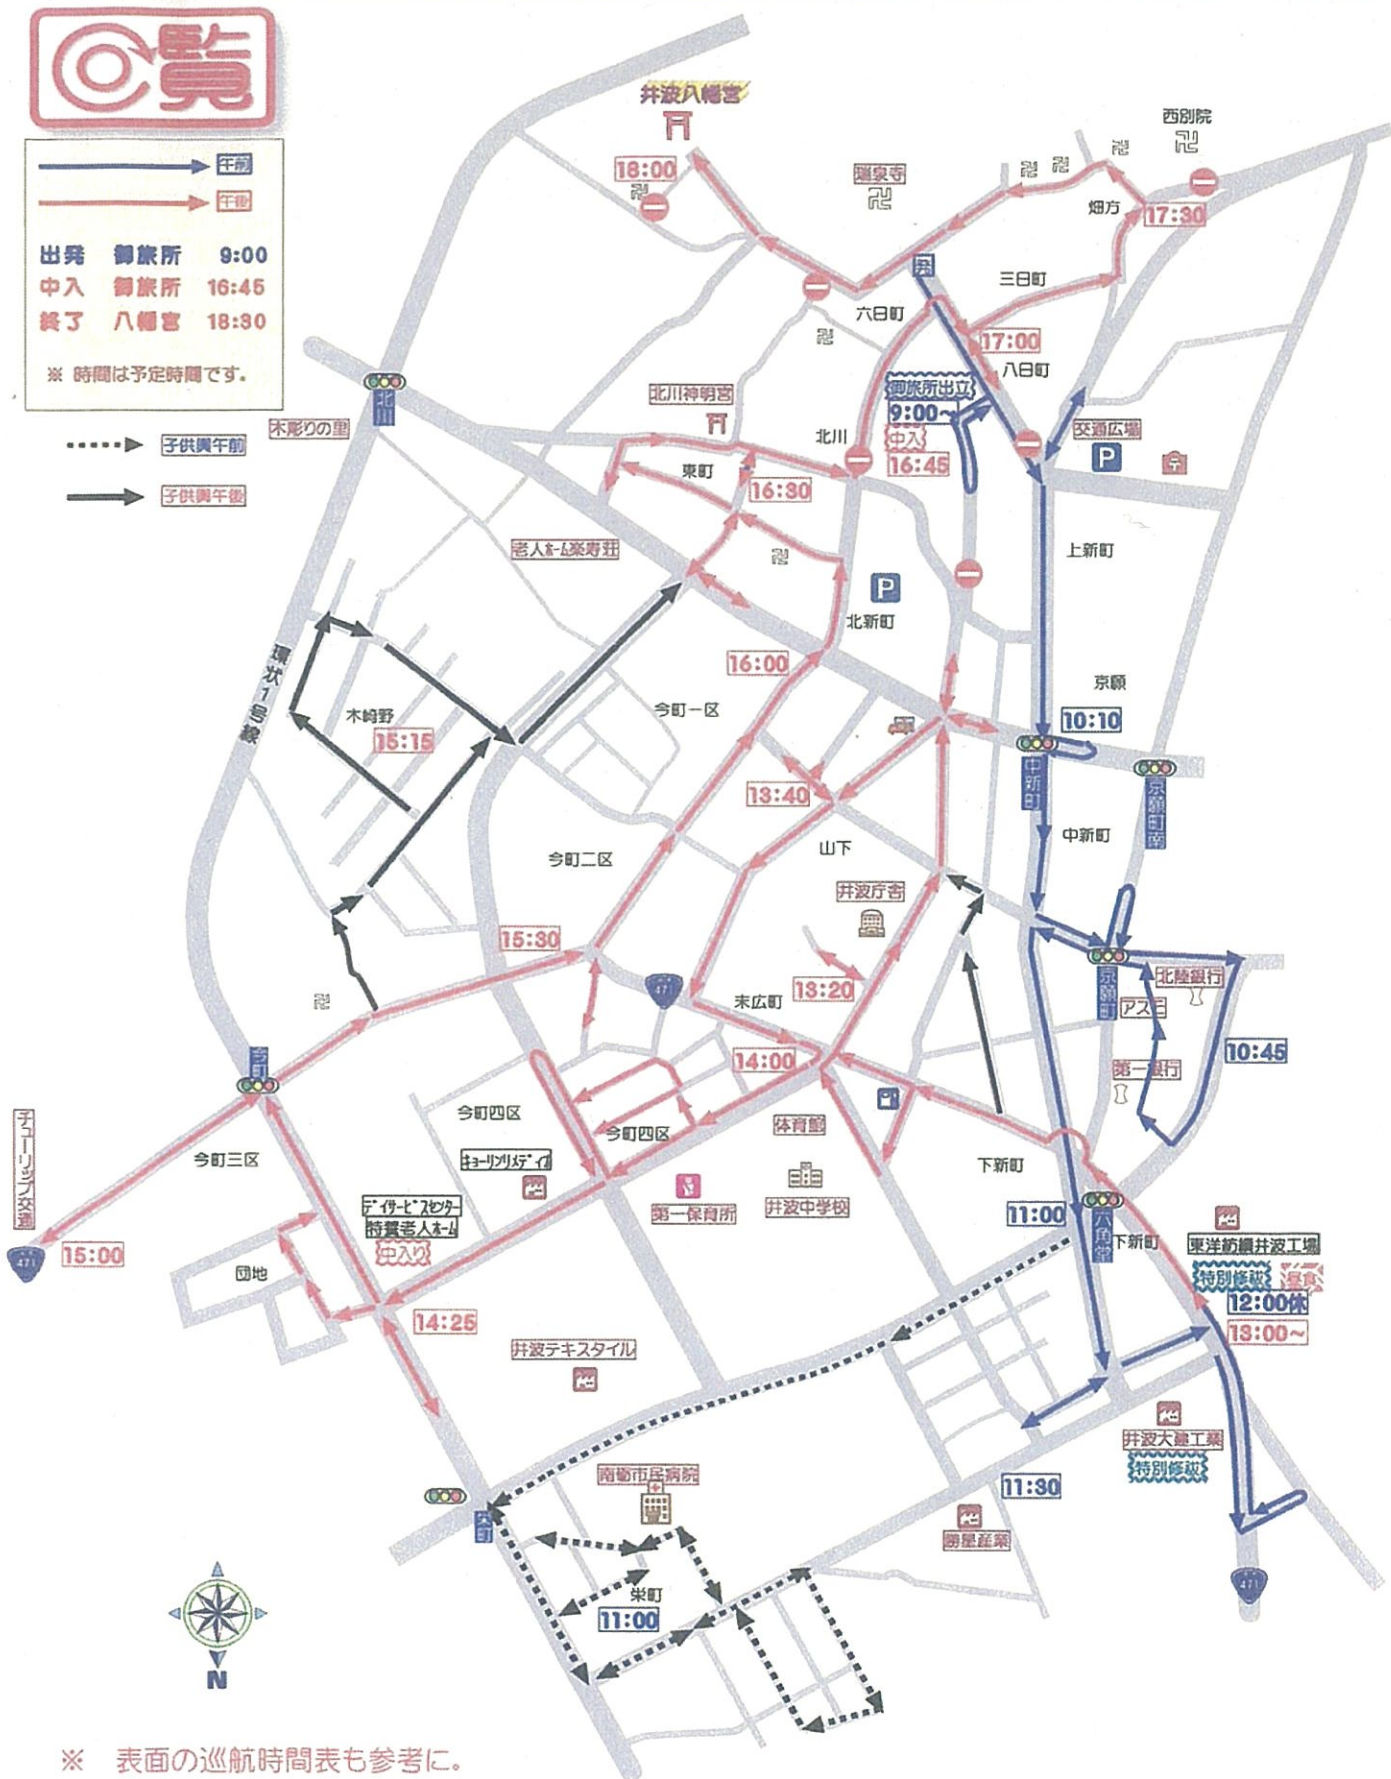 回覧
午前
午後
出発 御旅所 9:00
中入 御旅所 16:45
終了 八幡宮 18:30
※ 時間は予定時間です。
子供輿午前
子供輿午後
井波八幡宮
18:00
瑞泉寺
西別院
畑方
17:30
三日町
六日町
17:00
八日町
御旅所出立
9:00~
中入
16:45
北川神明宮
北川
木彫りの里
北川
東町
16:30
交通広場
P
上新町
老人ホーム楽寿荘
P
北新町
環状1号線
16:00
京願
今町一区
木崎野
15:15
10:10
中新町
京願町南
13:40
中新町
山下
今町二区
井波庁舎
15:30
471
末広町
13:20
京願町
北陸銀行
アスモ
10:45
14:00
第一銀行
今町
今町四区
今町四区
体育館
チューリップ交通
今町三区
キョーリンリメディオ
下新町
デイサービスセンター
特養老人ホーム
中入り
第一保育所
井波中学校
11:00
六角堂
下新町
東洋紡績井波工場
特別修祓 昼食
12:00休
13:00~
471
15:00
団地
14:25
井波テキスタイル
井波大建工業
特別修祓
南砺市民病院
11:30
栄町
勝星産業
栄町
11:00
471
N
※ 表面の巡航時間表も参考に。